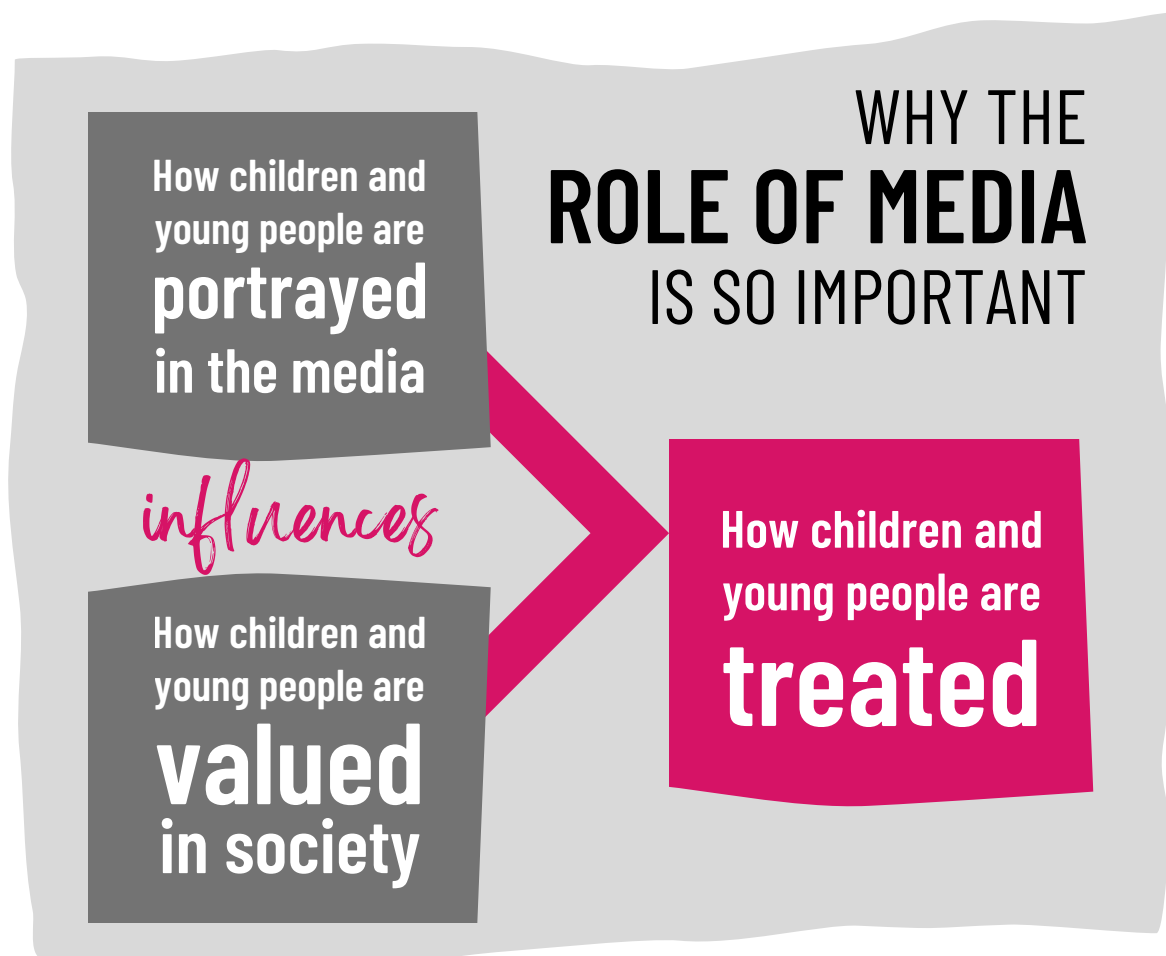 WHY THE
ROLE OF MEDIA
IS SO IMPORTANT
How children and
young people are
portrayed
in the media
influences
How children and
young people are
valued
in society
How children and
young people are
treated